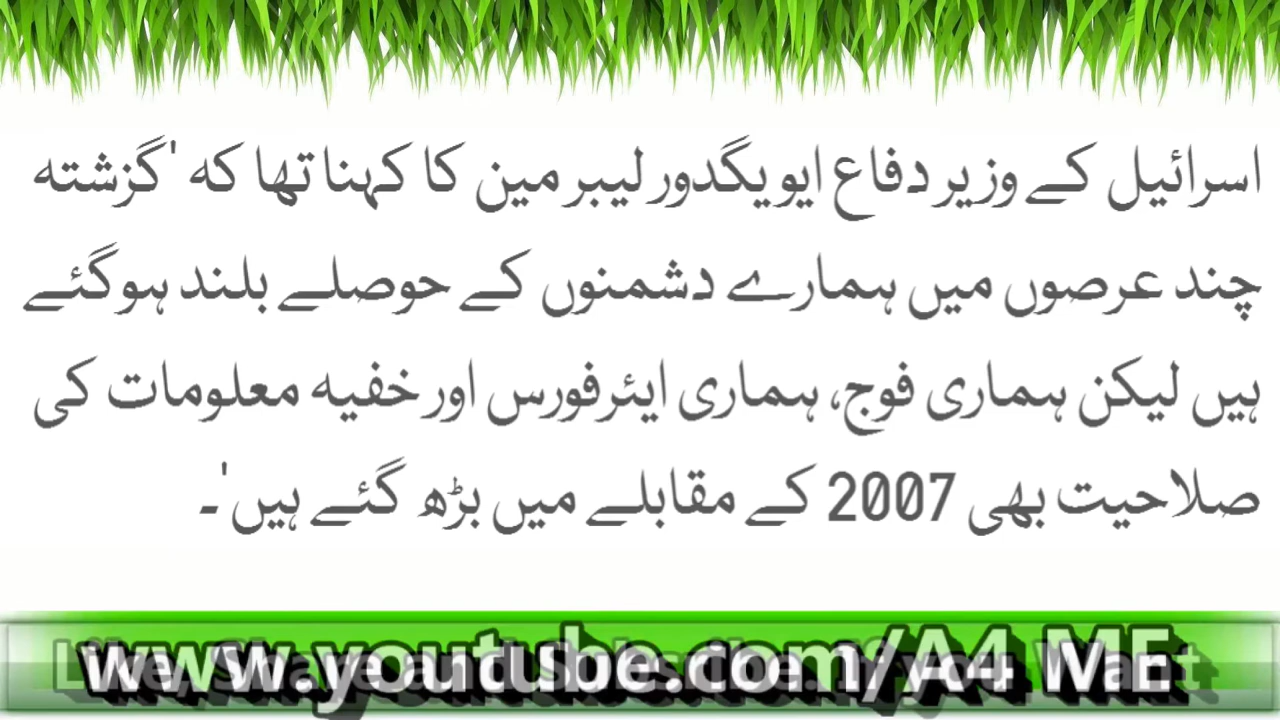 اسرائیل کے وزیر دفاع ایویگدور لیبر مین کا کہنا تھا کہ 'گزشتہ
چند عرصوں میں ہمارے دشمنوں کے حوصلے بلند ہوگئے
ہیں لیکن ہماری فوج، ہماری ایئرفورس اور خفیہ معلومات کی
صلاحیت بھی 2007 کے مقابلے میں بڑھ گئے ہیں'۔
www.youtube.com/A4 ME